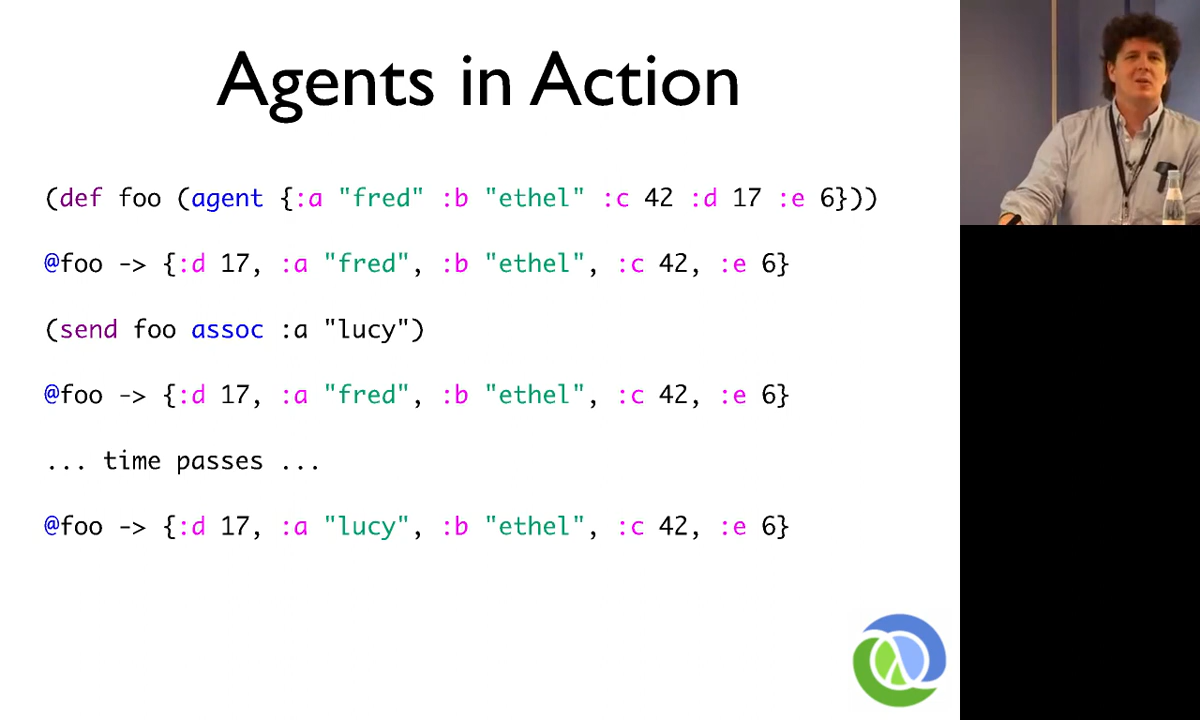 Agents in Action
(def foo (agent {:a "fred" :b "ethel" :c 42 :d 17 :e 6}))
@foo -> {:d 17, :a "fred", :b "ethel", :c 42, :e 6}
(send foo assoc :a "lucy")
@foo -> {:d 17, :a "fred", :b "ethel", :c 42, :e 6}
... time passes ...
@foo -> {:d 17, :a "lucy", :b "ethel", :c 42, :e 6}